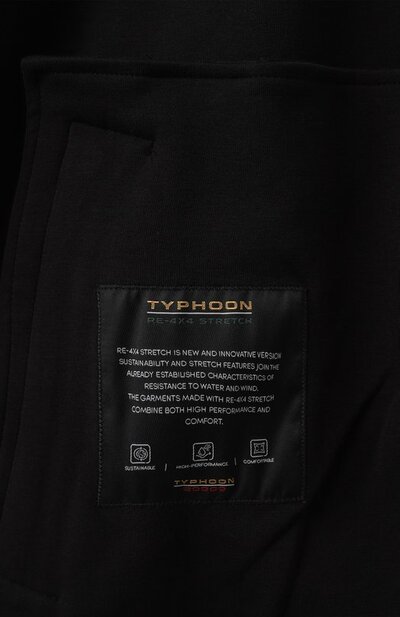 TYPHOON
RE-4X4 STRETCH
RE-4X4 STRETCH IS NEW AND INNOVATIVE VERSION
SUSTAINABILITY AND STRETCH FEATURES JOIN THE
ALREADY ESTABILISHED CHARACTERISTICS OF
RESISTANCE TO WATER AND WIND.
THE GARMENTS MADE WITH RE-4X4 STRETCH
COMBINE BOTH HIGH PERFORMANCE AND
COMFORT.
SUSTAINABLE | HIGH-PERFORMANCE | COMFORTABLE
TYPHOON